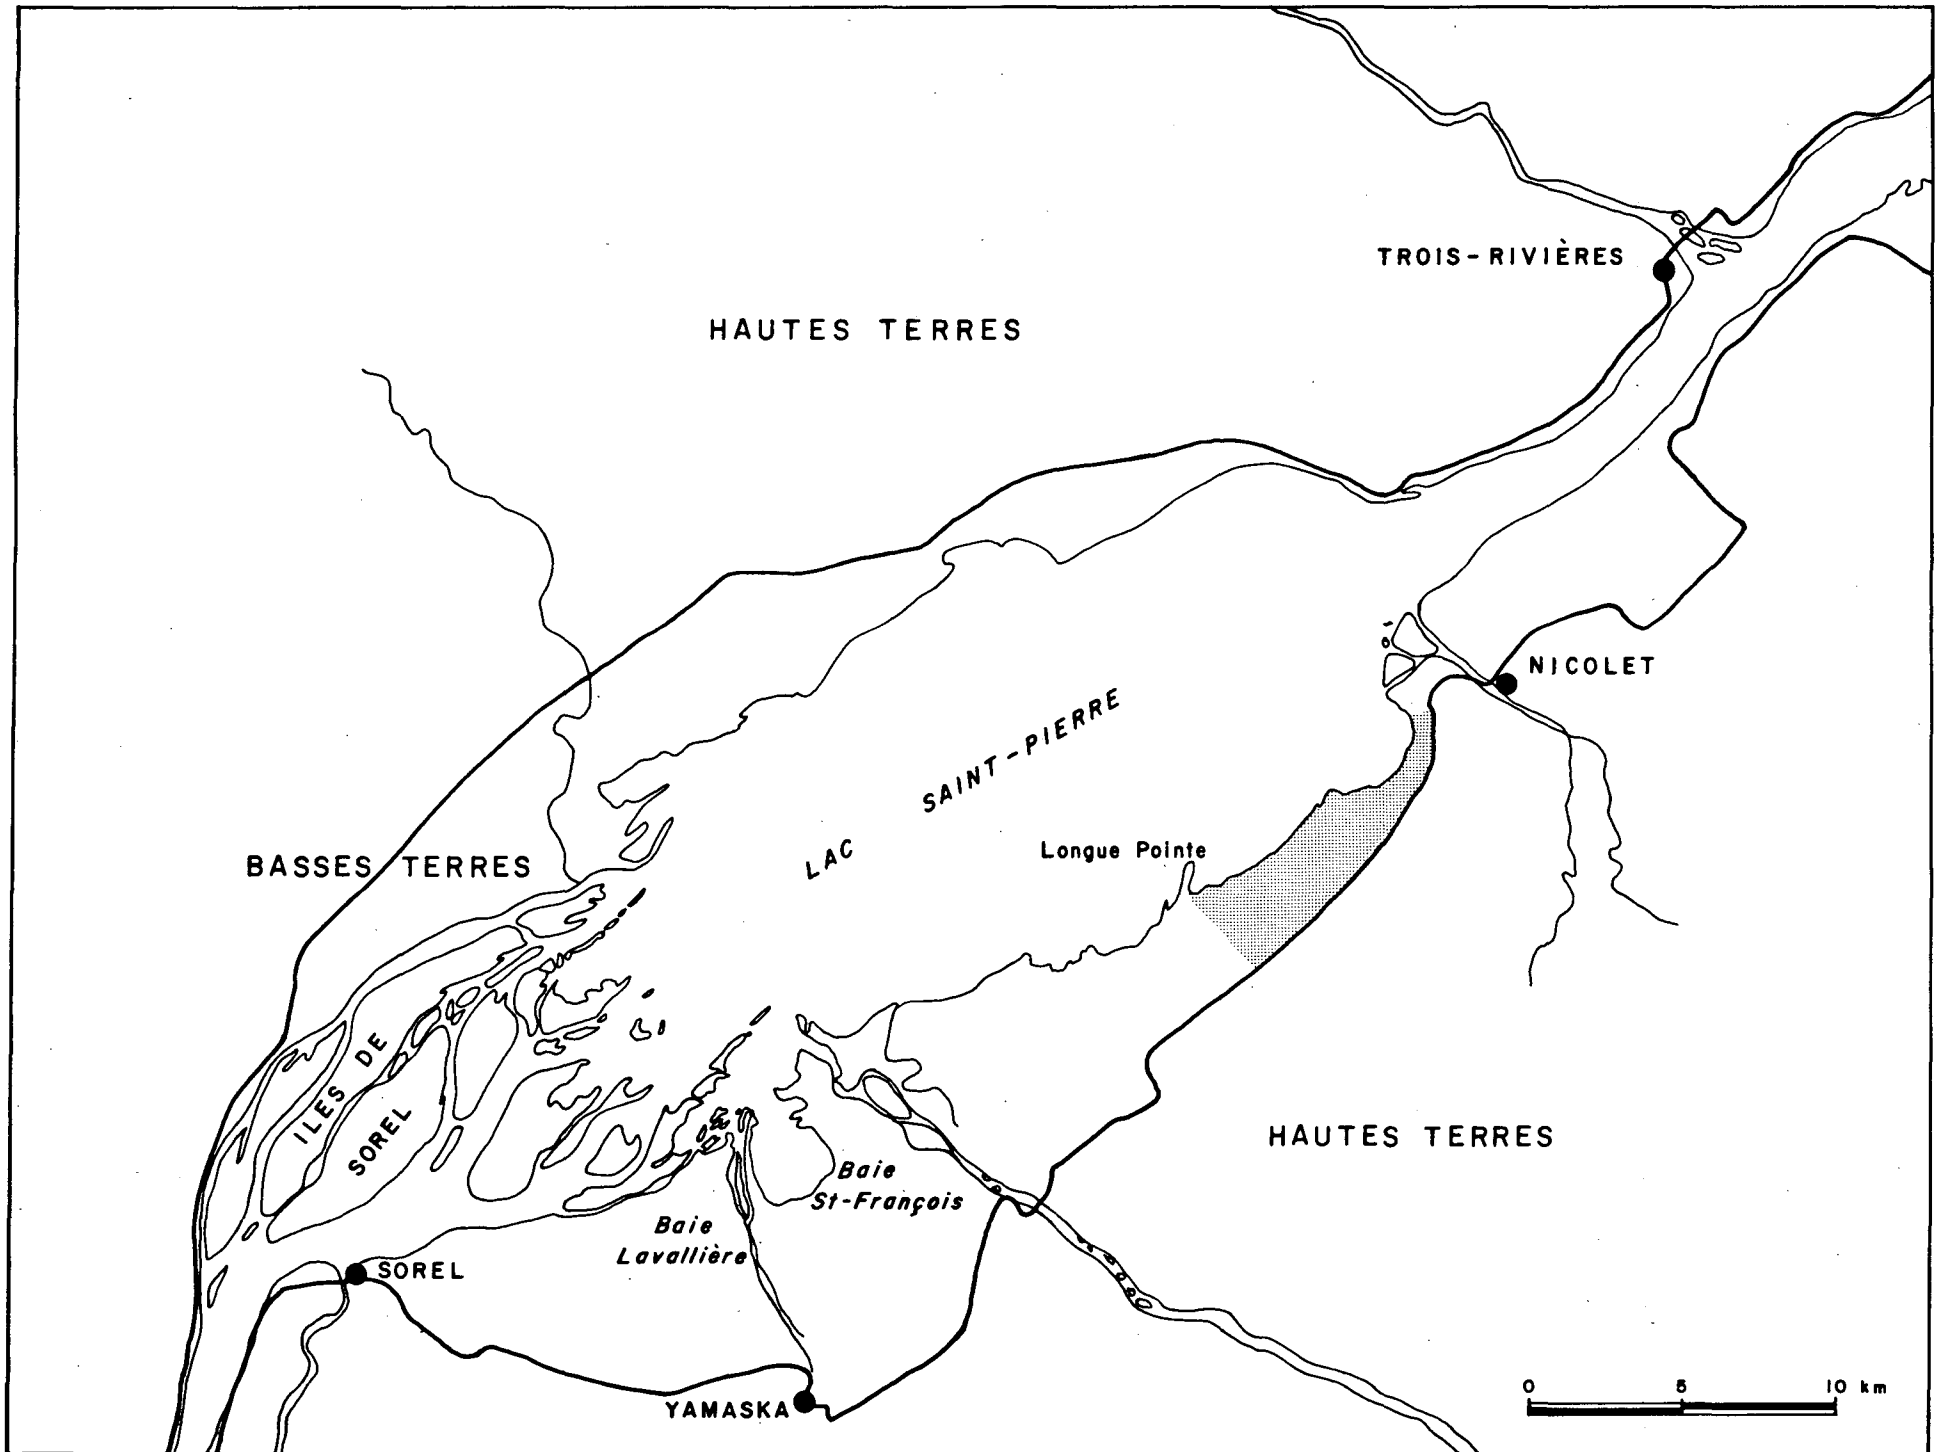 TROIS-RIVIÈRES
HAUTES TERRES
NICOLET
LAC SAINT-PIERRE
Longue Pointe
BASSES TERRES
ILES DE
SOREL
HAUTES TERRES
Baie
St-François
Baie
Lavallière
SOREL
YAMASKA
0 5 10 km